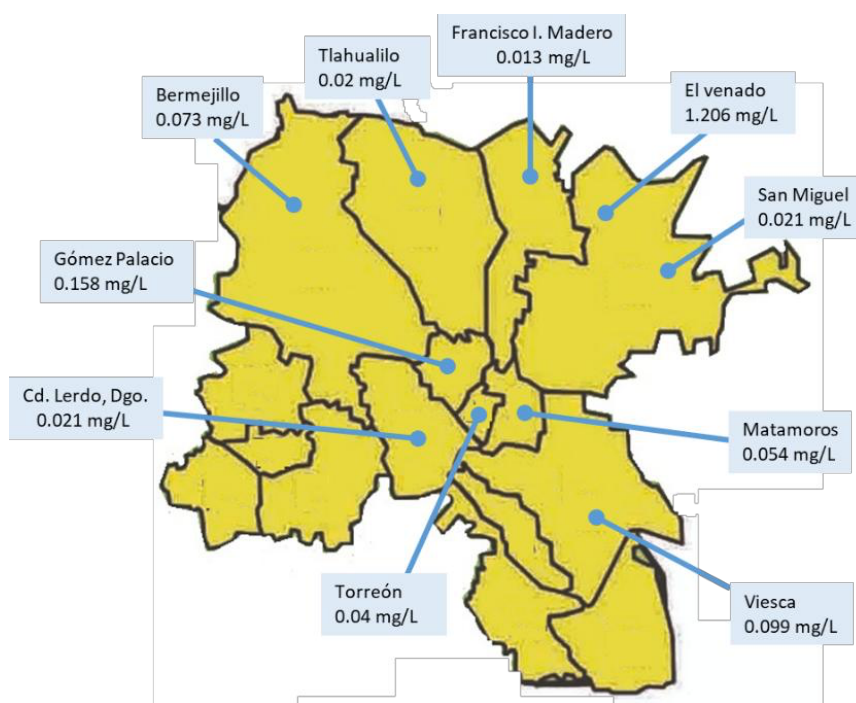 Francisco I. Madero
0.013 mg/L
Tlahualilo
0.02 mg/L
El venado
1.206 mg/L
Bermejillo
0.073 mg/L
San Miguel
0.021 mg/L
Gómez Palacio
0.158 mg/L
Cd. Lerdo, Dgo.
0.021 mg/L
Matamoros
0.054 mg/L
Torreón
0.04 mg/L
Viesca
0.099 mg/L